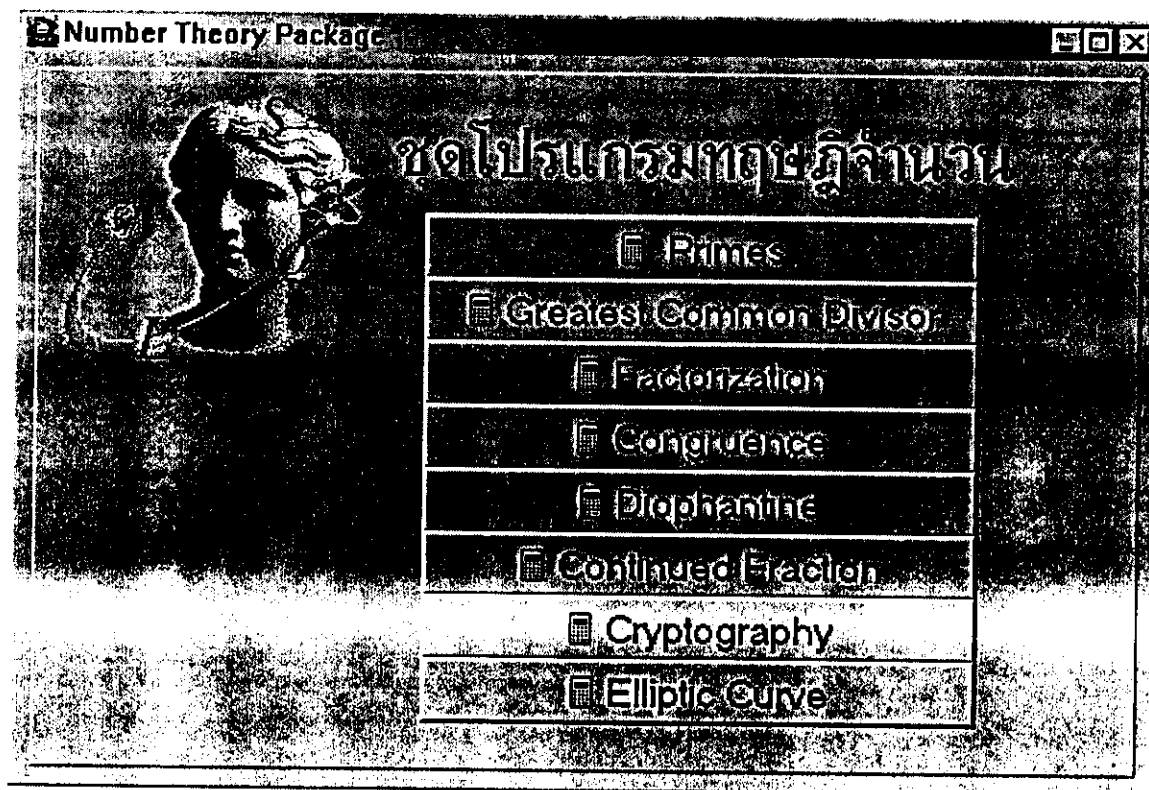 Number Theory Package
ชุดโปรแกรมทฤษฎีจำนวน
Primes
Greates Common Divisor
Factorization
Congruence
Diophantine
Continued Fraction
Cryptography
Elliptic Curve